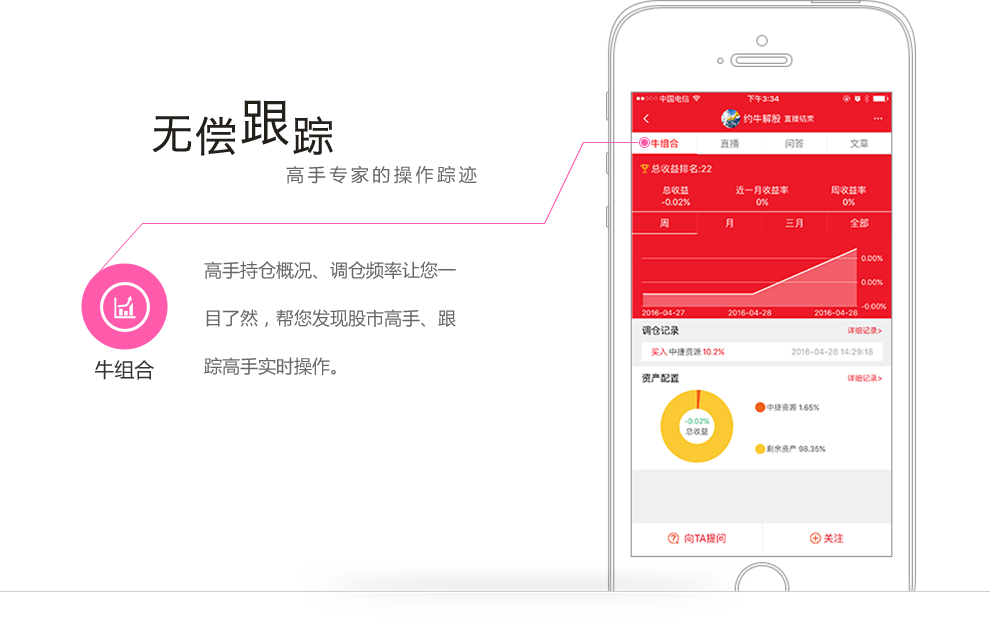 无偿跟踪
高手专家的操作踪迹
高手持仓概况、调仓频率让您一
目了然，帮您发现股市高手、跟
踪高手实时操作。
牛组合
中国电信 下午3:34
约牛解股 直播结束
牛组合 直播 问答 文章
总收益排名:22
总收益 近一月收益率 周收益率
-0.02% 0% 0%
周 月 三月 全部
0.00%
0.00%
-0.00%
2016-04-27 2016-04-28 2016-04-28
调仓记录 详细记录>
买入 中捷资源 10.2% 2016-04-28 14:29:18
资产配置 详细记录>
中捷资源 1.65%
-0.02%
总收益
剩余资产 98.35%
向TA提问 关注